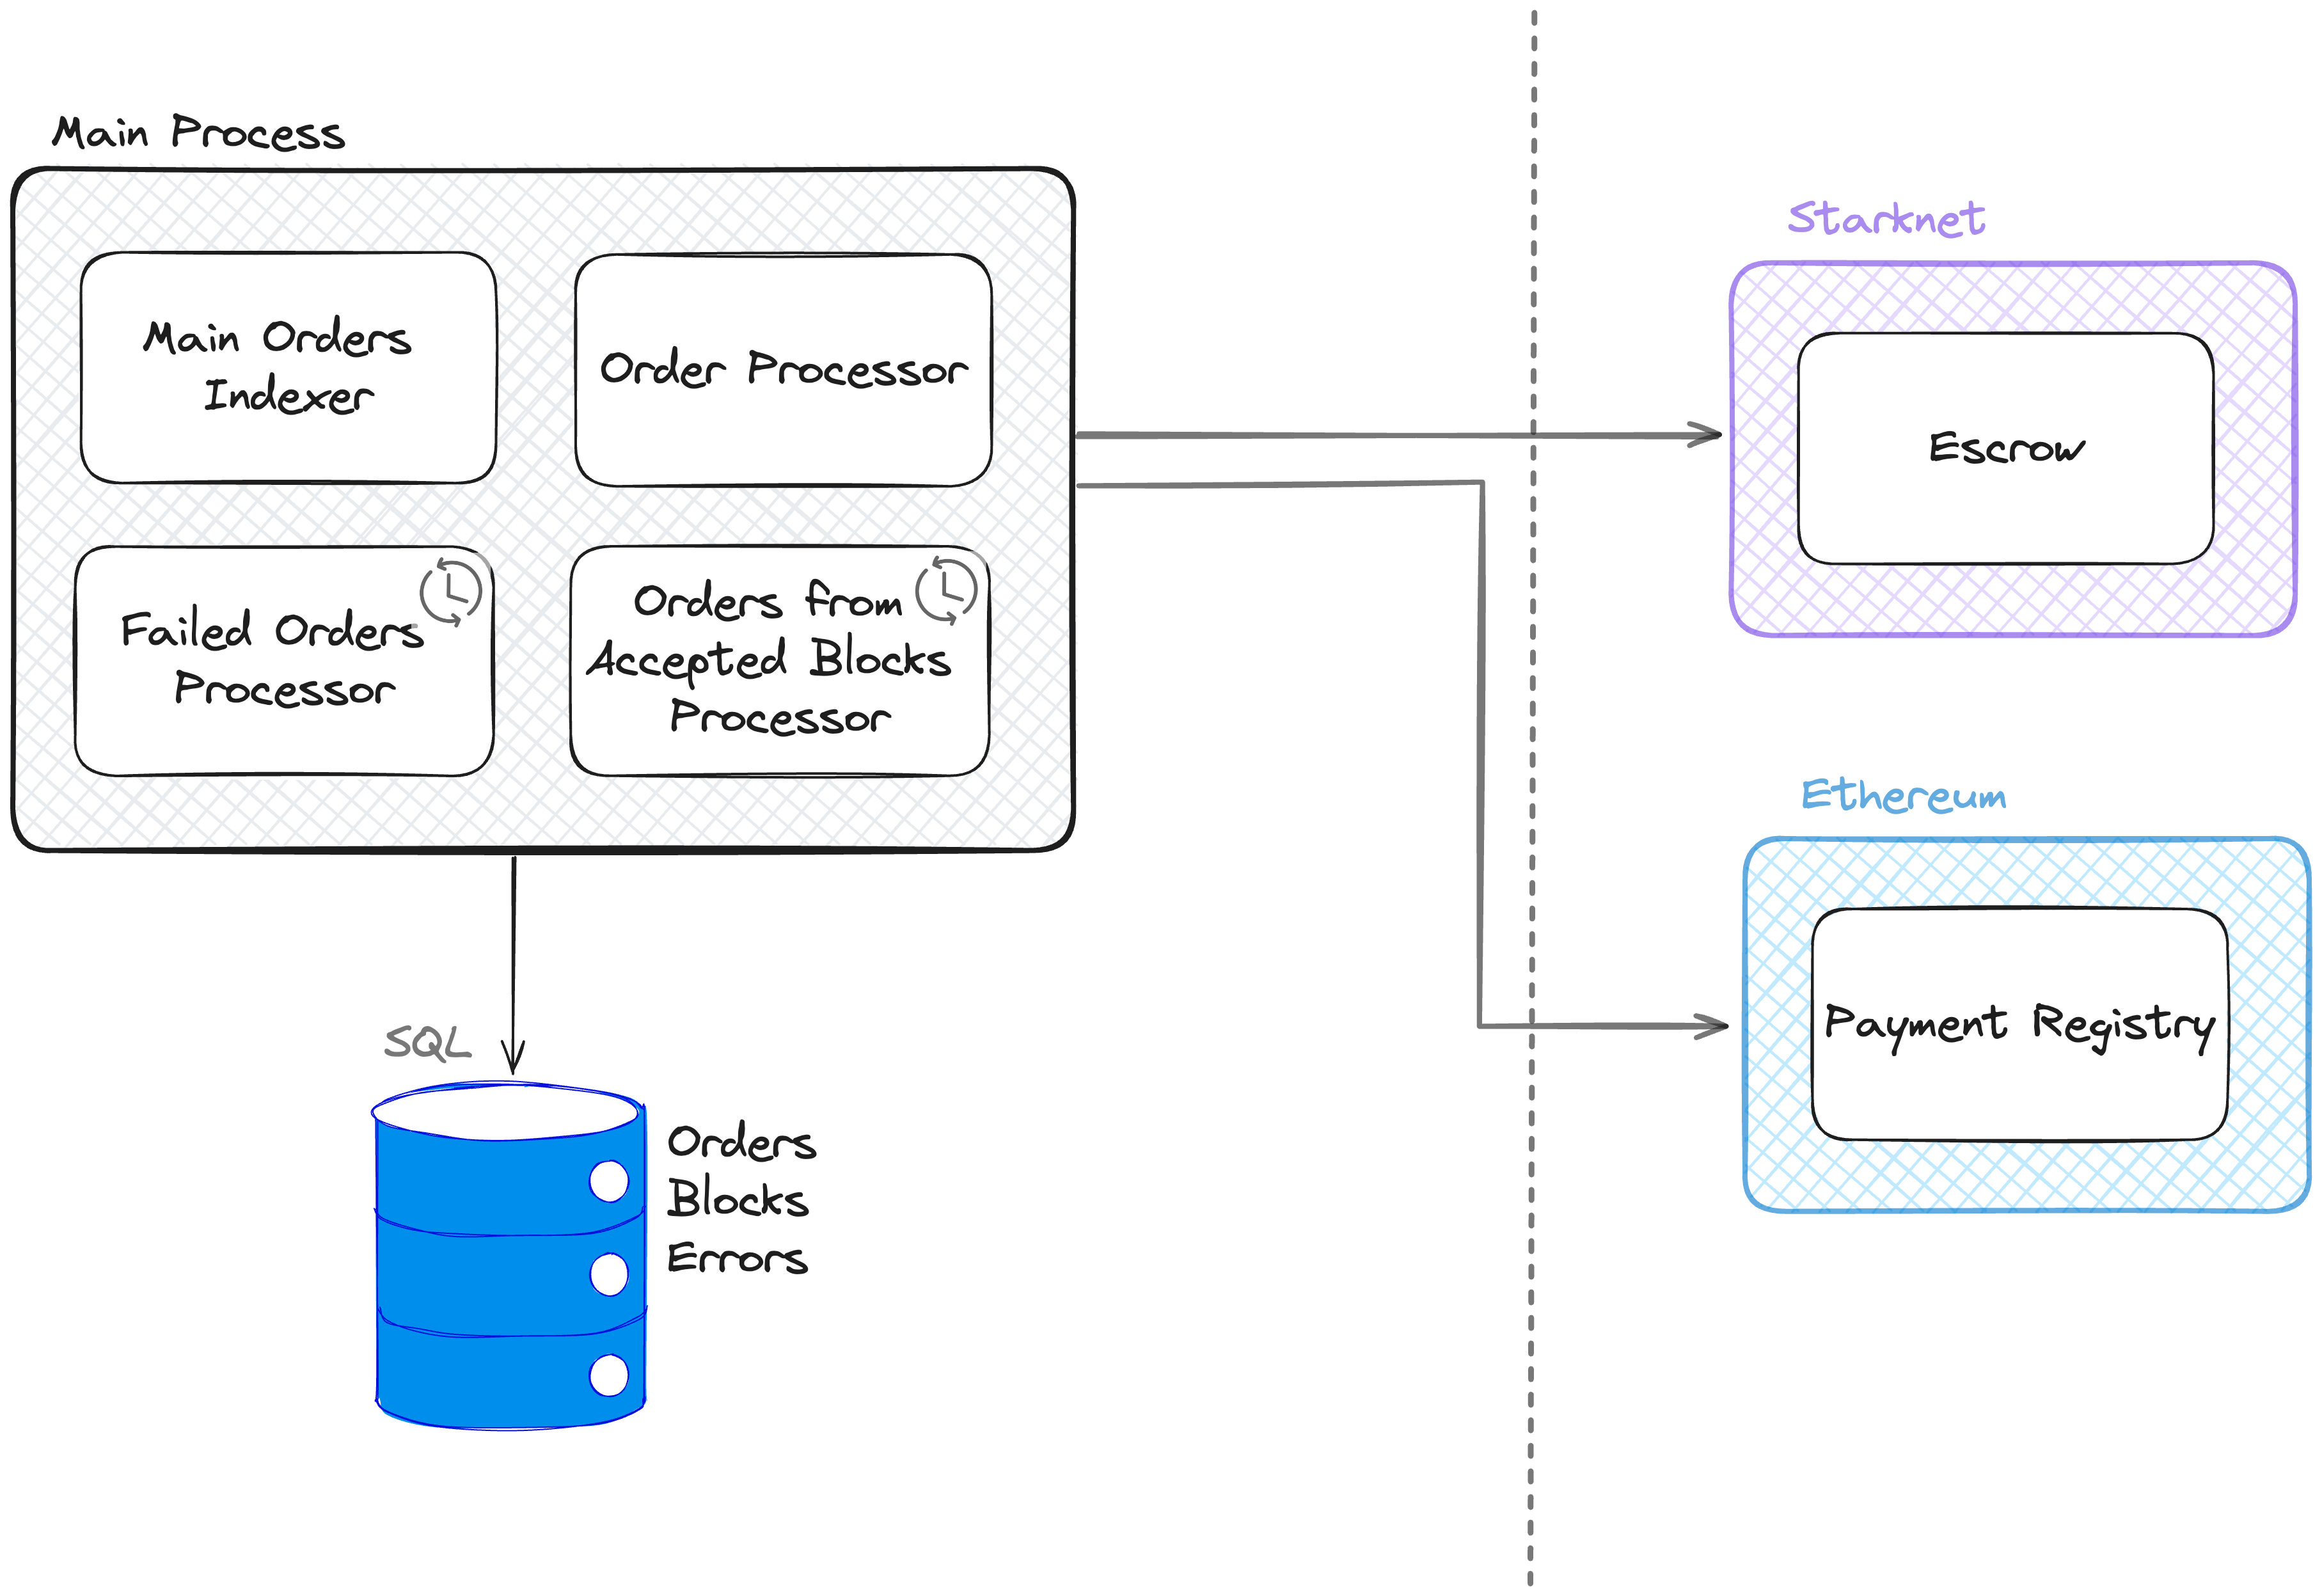 Main Process
Main Orders
Indexer
Order Processor
Failed Orders
Processor
Orders from
Accepted Blocks
Processor
SQL
Orders
Blocks
Errors
Starknet
Escrow
Ethereum
Payment Registry